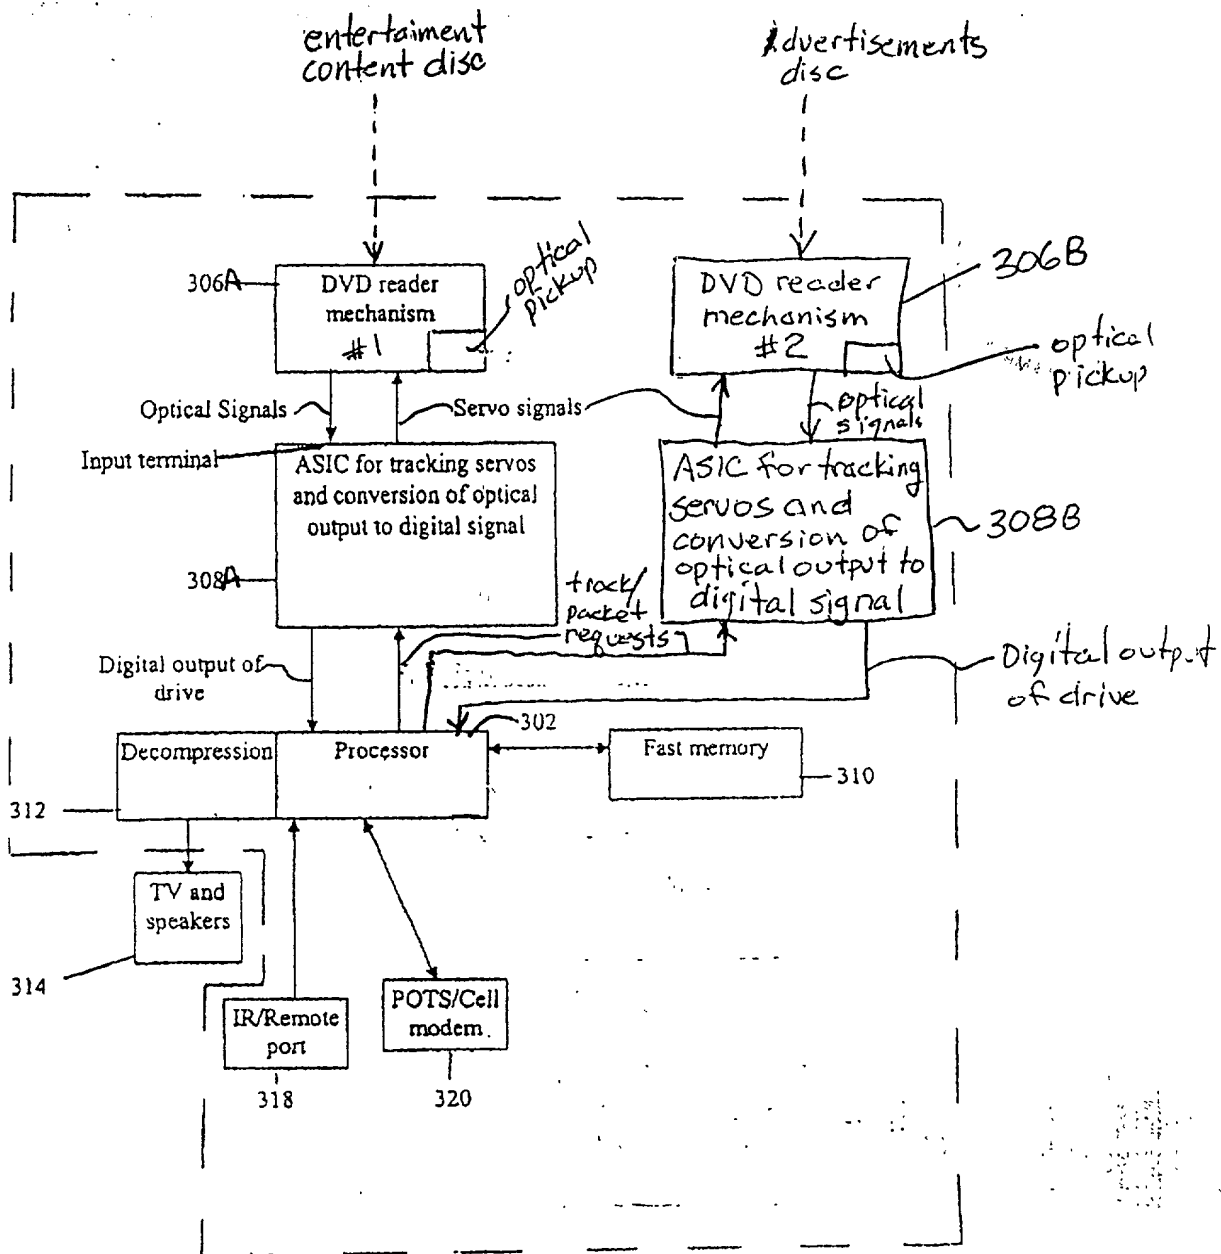 entertaiment
content disc
Advertisements
disc
306A
DVD reader
mechanism
#1
optical
pickup
DVD reader
mechanism
#2
306B
optical
pickup
Optical Signals
Servo signals
optical
signals
Input terminal
ASIC for tracking servos
and conversion of optical
output to digital signal
308A
ASIC for tracking
servos and
conversion of
optical output to
digital signal
308B
track/
packet
requests
Digital output of
drive
Digital output
of drive
302
Decompression
Processor
Fast memory
310
312
TV and
speakers
314
IR/Remote
port
318
POTS/Cell
modem
320